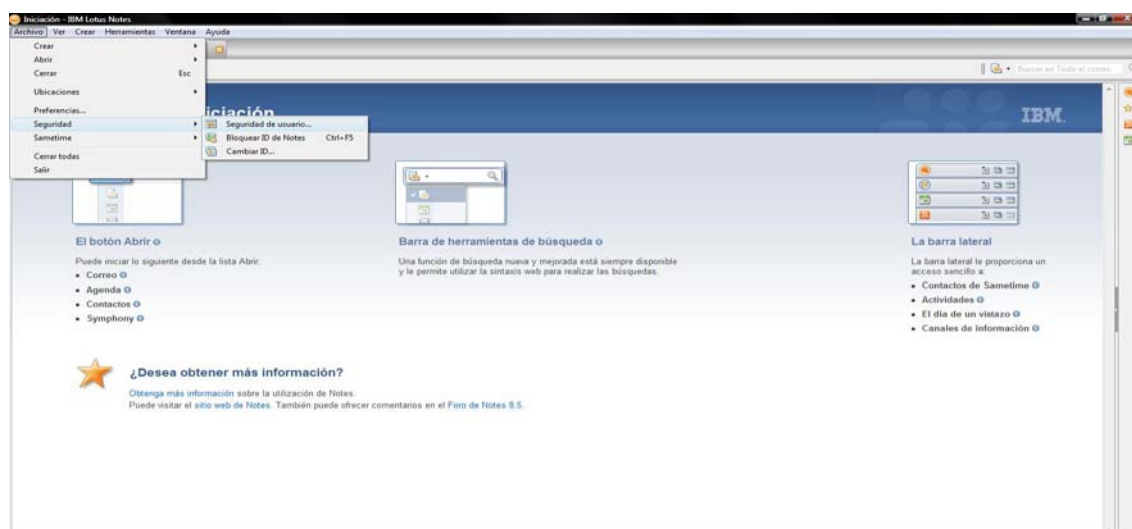 Iniciación - IBM Lotus Notes
Archivo Ver Crear Herramientas Ventana Ayuda
Crear
Abrir
Cerrar Esc
Ubicaciones
Preferencias...
Seguridad
Sametime
Cerrar todas
Salir
Seguridad de usuario...
Bloquear ID de Notes Ctrl+F5
Cambiar ID...
Buscar en Todo el correo
iciación
IBM.
El botón Abrir
Puede iniciar lo siguiente desde la lista Abrir:
• Correo
• Agenda
• Contactos
• Symphony
Barra de herramientas de búsqueda
Una función de búsqueda nueva y mejorada está siempre disponible
y le permite utilizar la sintaxis web para realizar las búsquedas.
La barra lateral
La barra lateral le proporciona un
acceso sencillo a:
• Contactos de Sametime
• Actividades
• El día de un vistazo
• Canales de información
¿Desea obtener más información?
Obtenga más información sobre la utilización de Notes.
Puede visitar el sitio web de Notes. También puede ofrecer comentarios en el Foro de Notes 8.5.